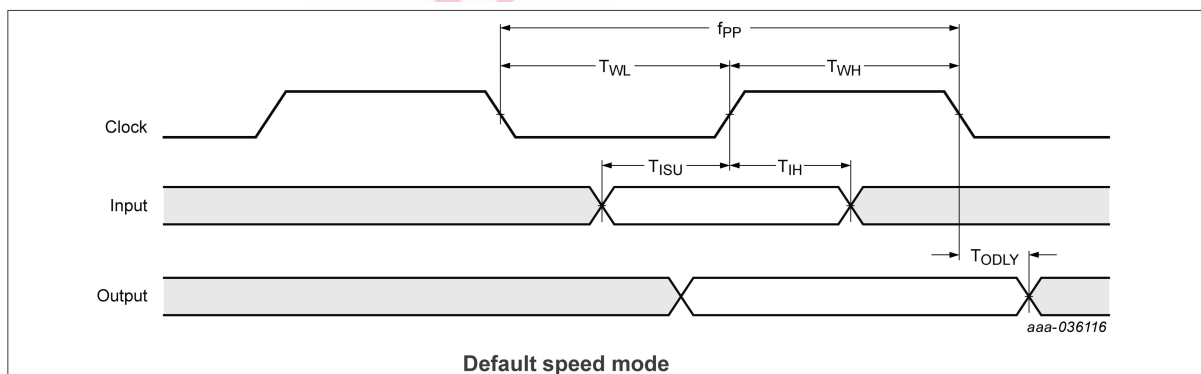 fPP
TWL
TWH
Clock
TISU
TIH
Input
TODLY
Output
aaa-036116
Default speed mode